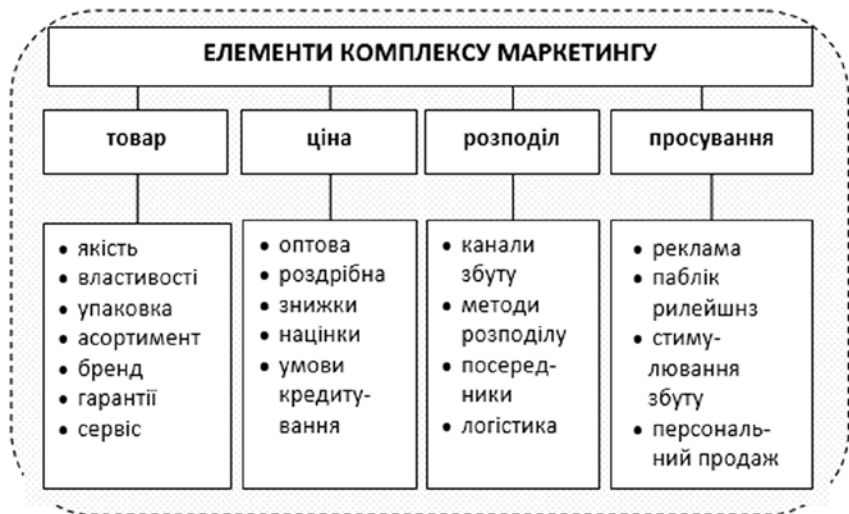 ЕЛЕМЕНТИ КОМПЛЕКСУ МАРКЕТИНГУ
товар
ціна
розподіл
просування
• якість
• властивості
• упаковка
• асортимент
• бренд
• гарантії
• сервіс
• оптова
• роздрібна
• знижки
• націнки
• умови
кредиту-
вання
• канали
збуту
• методи
розподілу
• посеред-
ники
• логістика
• реклама
• паблік
рилейшнз
• стиму-
лювання
збуту
• персональ-
ний продаж